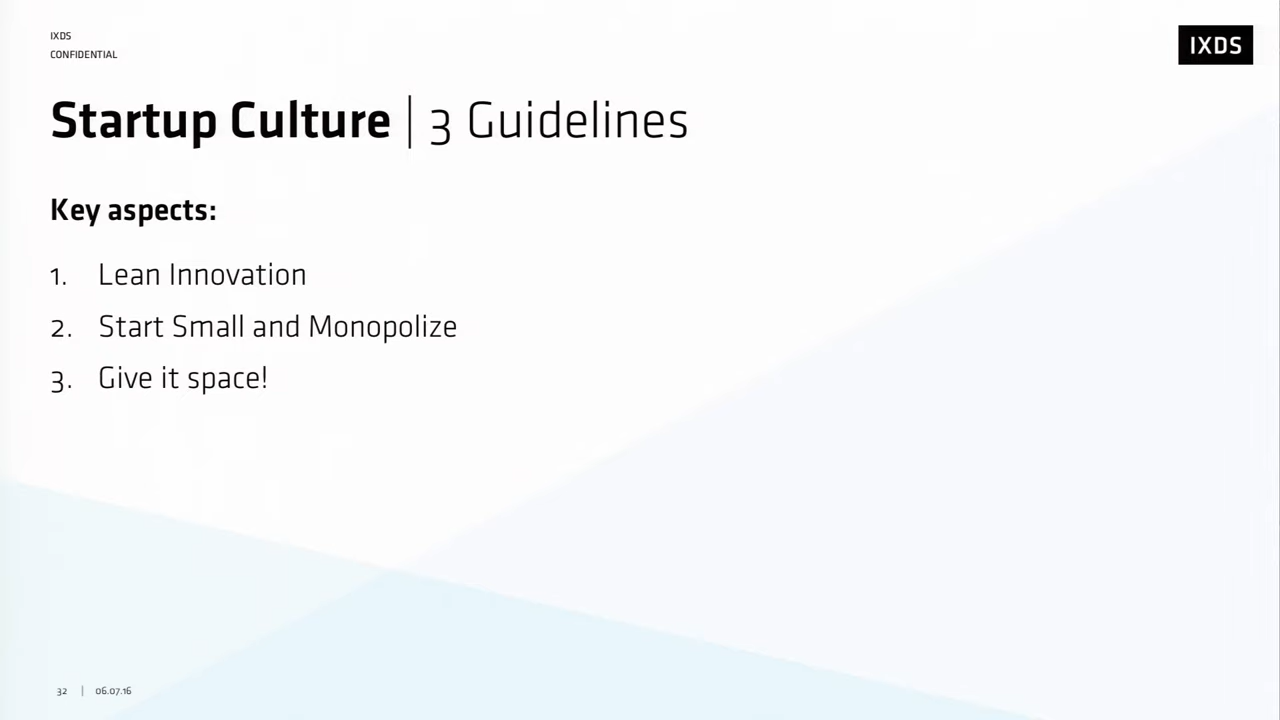 IXDS
CONFIDENTIAL
IXDS
Startup Culture | 3 Guidelines
Key aspects:
1. Lean Innovation
2. Start Small and Monopolize
3. Give it space!
32 | 06.07.16